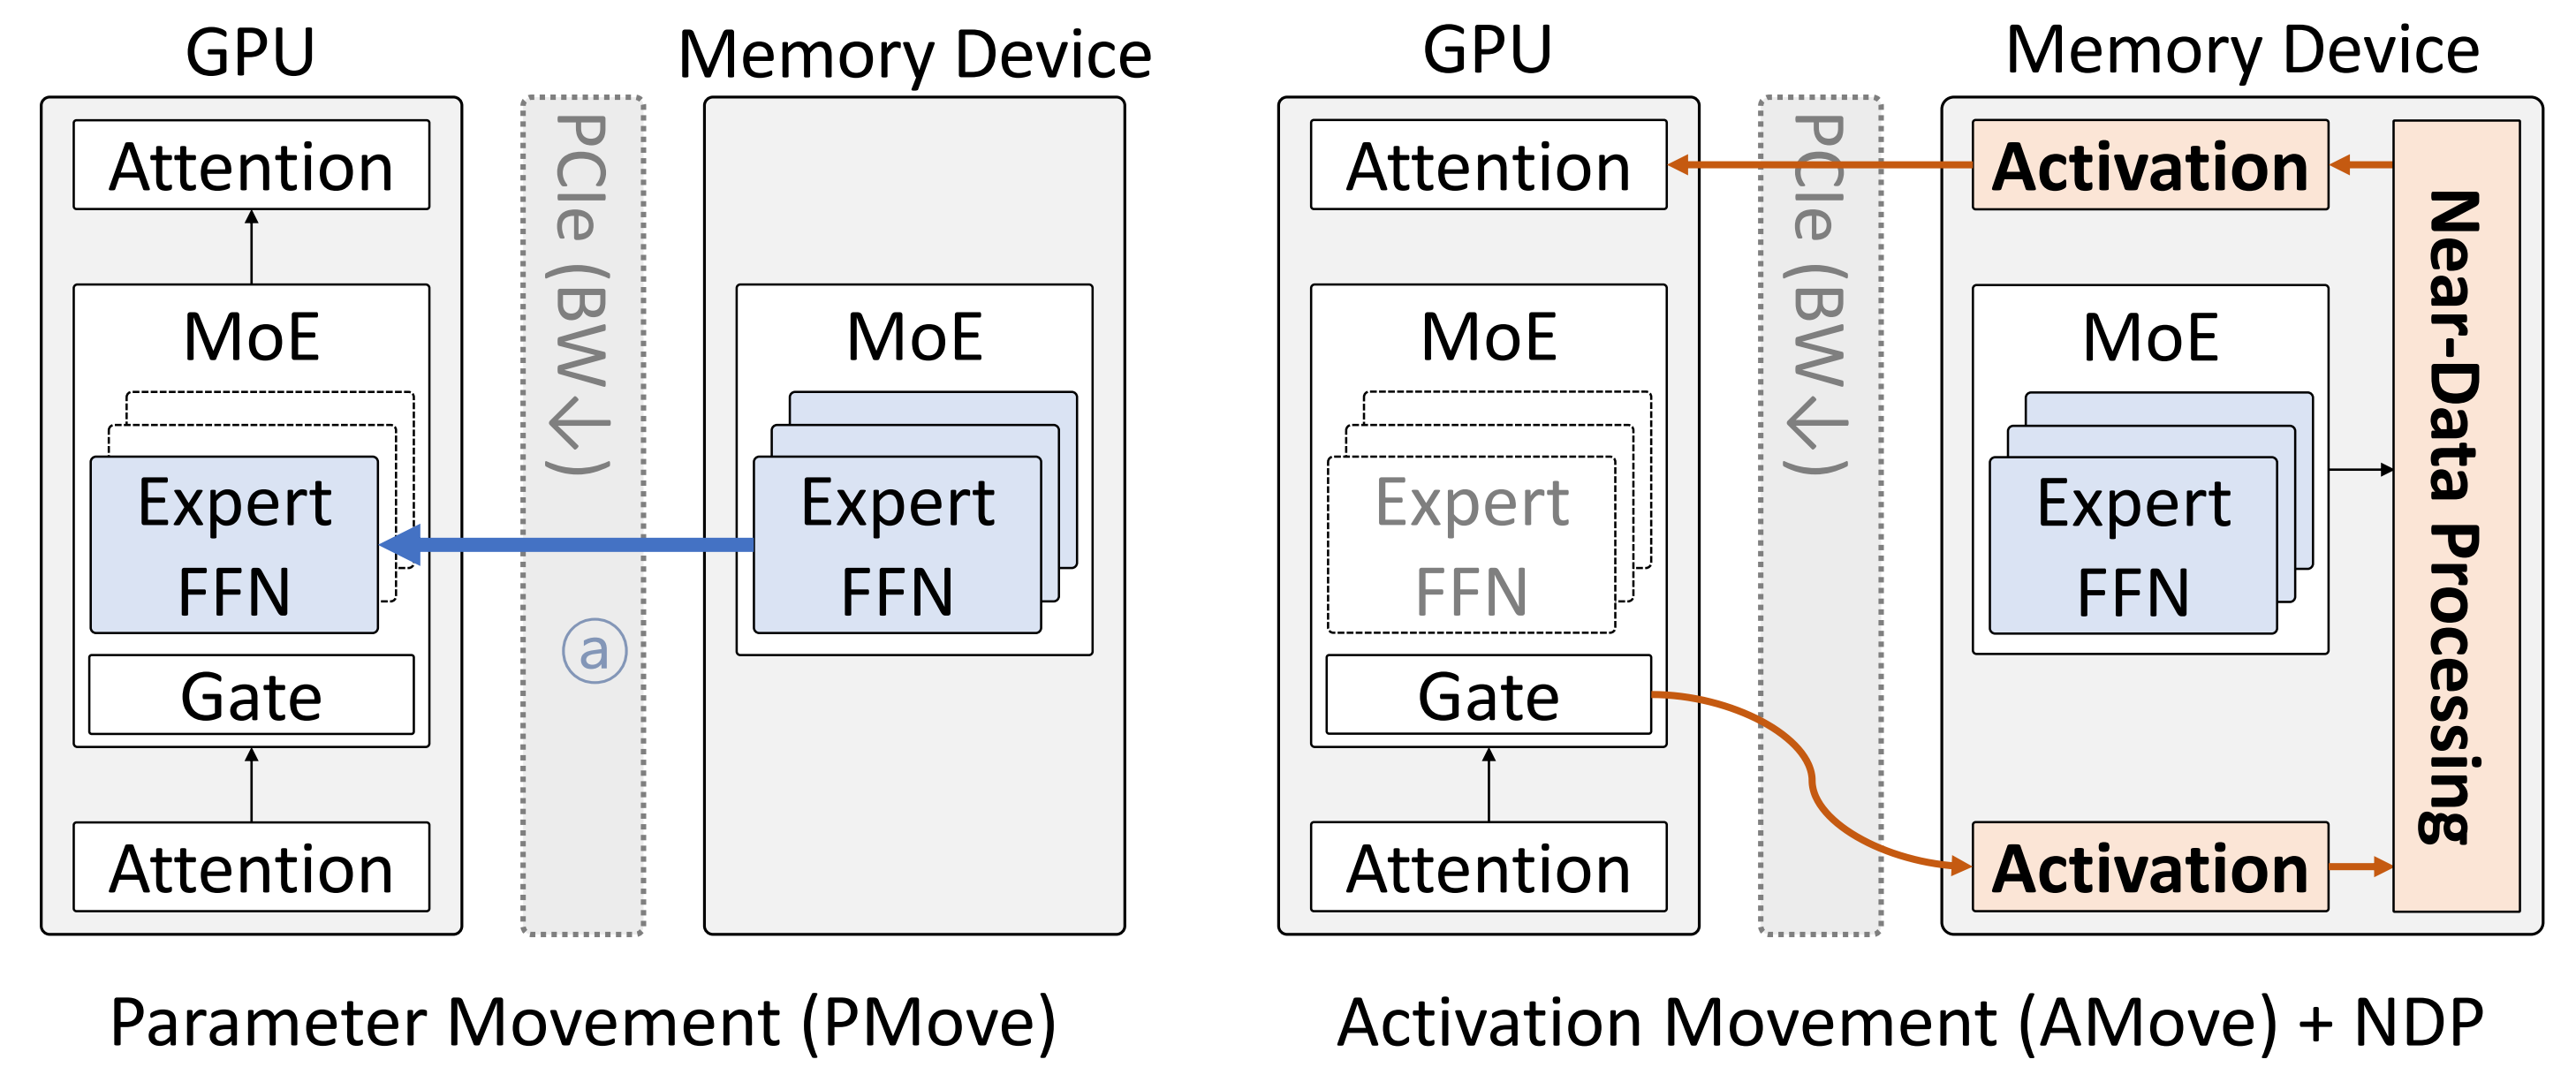 GPU
Memory Device
Attention
MoE
Expert
FFN
Gate
Attention
PCIe (BW↓)
ⓐ
MoE
Expert
FFN
Parameter Movement (PMove)
GPU
Memory Device
Attention
MoE
Expert
FFN
Gate
Attention
PCIe (BW↓)
Activation
MoE
Expert
FFN
Activation
Near-Data Processing
Activation Movement (AMove) + NDP